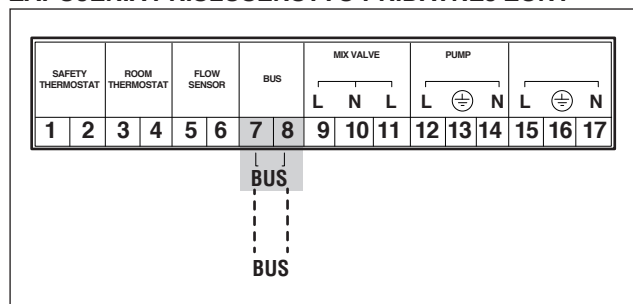 SAFETY THERMOSTAT ROOM THERMOSTAT FLOW SENSOR BUS MIX VALVE PUMP
L N L L N L N
1 2 3 4 5 6 7 8 9 10 11 12 13 14 15 16 17
BUS
BUS